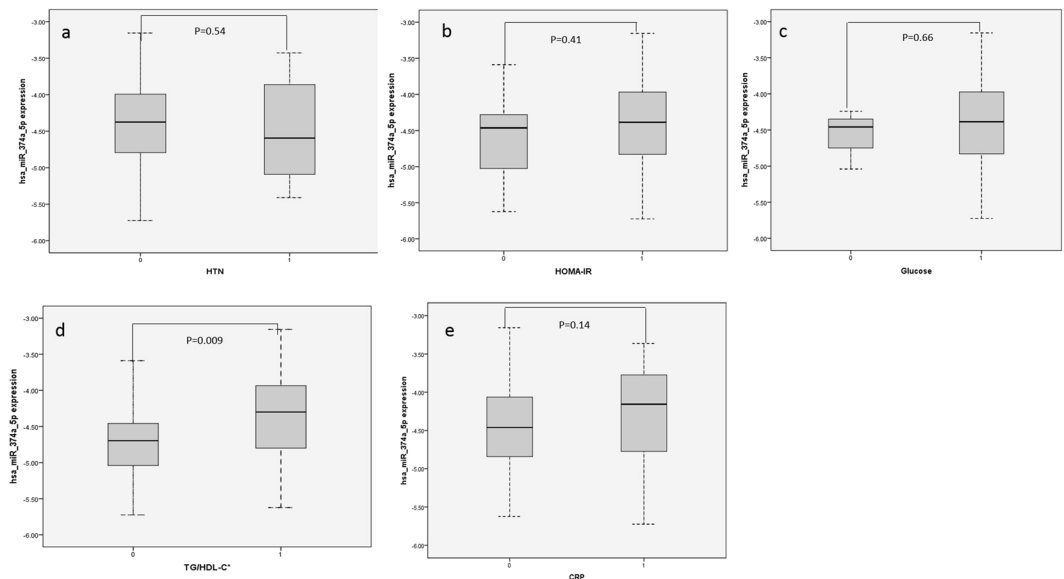 a
P=0.54
hsa_miR_374a_5p expression
-3.00
-3.50
-4.00
-4.50
-5.00
-5.50
-6.00
0 1
HTN
b
P=0.41
hsa_miR_374a_5p expression
-3.00
-3.50
-4.00
-4.50
-5.00
-5.50
-6.00
0 1
HOMA-IR
c
P=0.66
hsa_miR_374a_5p expression
-3.00
-3.50
-4.00
-4.50
-5.00
-5.50
-6.00
0 1
Glucose
d
P=0.009
hsa_miR_374a_5p expression
-3.00
-3.50
-4.00
-4.50
-5.00
-5.50
-6.00
0 1
TG/HDL-C*
e
P=0.14
hsa_miR_374a_5p expression
-3.00
-3.50
-4.00
-4.50
-5.00
-5.50
-6.00
0 1
CRP